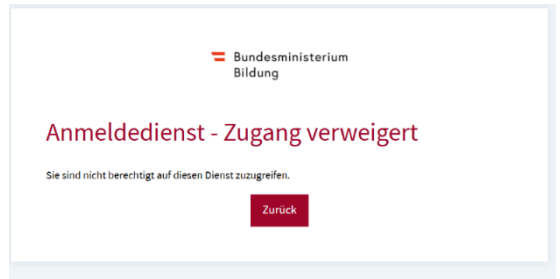 Bundesministerium
Bildung
Anmeldedienst - Zugang verweigert
Sie sind nicht berechtigt auf diesen Dienst zuzugreifen.
Zurück